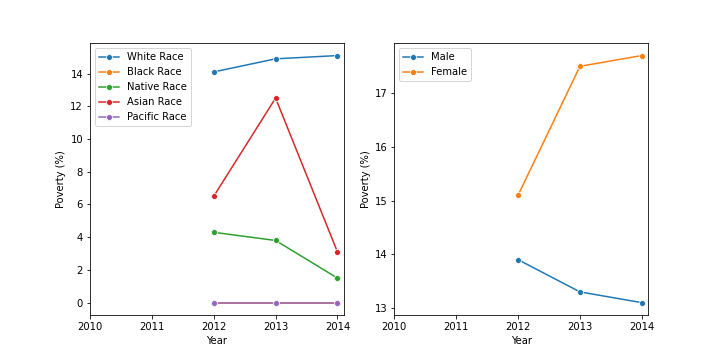 White Race
Black Race
Native Race
Asian Race
Pacific Race
14
12
10
8
6
4
2
0
Poverty (%)
2010 2011 2012 2013 2014
Year
Male
Female
17
16
15
14
13
Poverty (%)
2010 2011 2012 2013 2014
Year